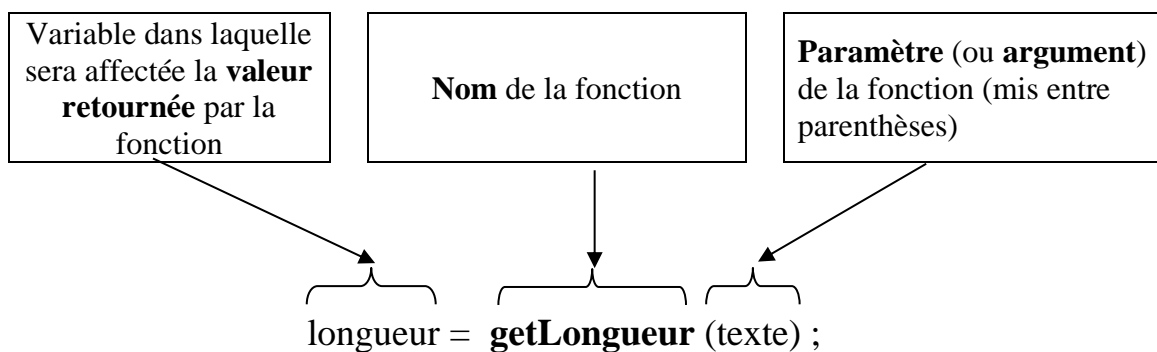 Variable dans laquelle
sera affectée la valeur
retournée par la
fonction
Nom de la fonction
Paramètre (ou argument)
de la fonction (mis entre
parenthèses)
longueur = getLongueur (texte) ;